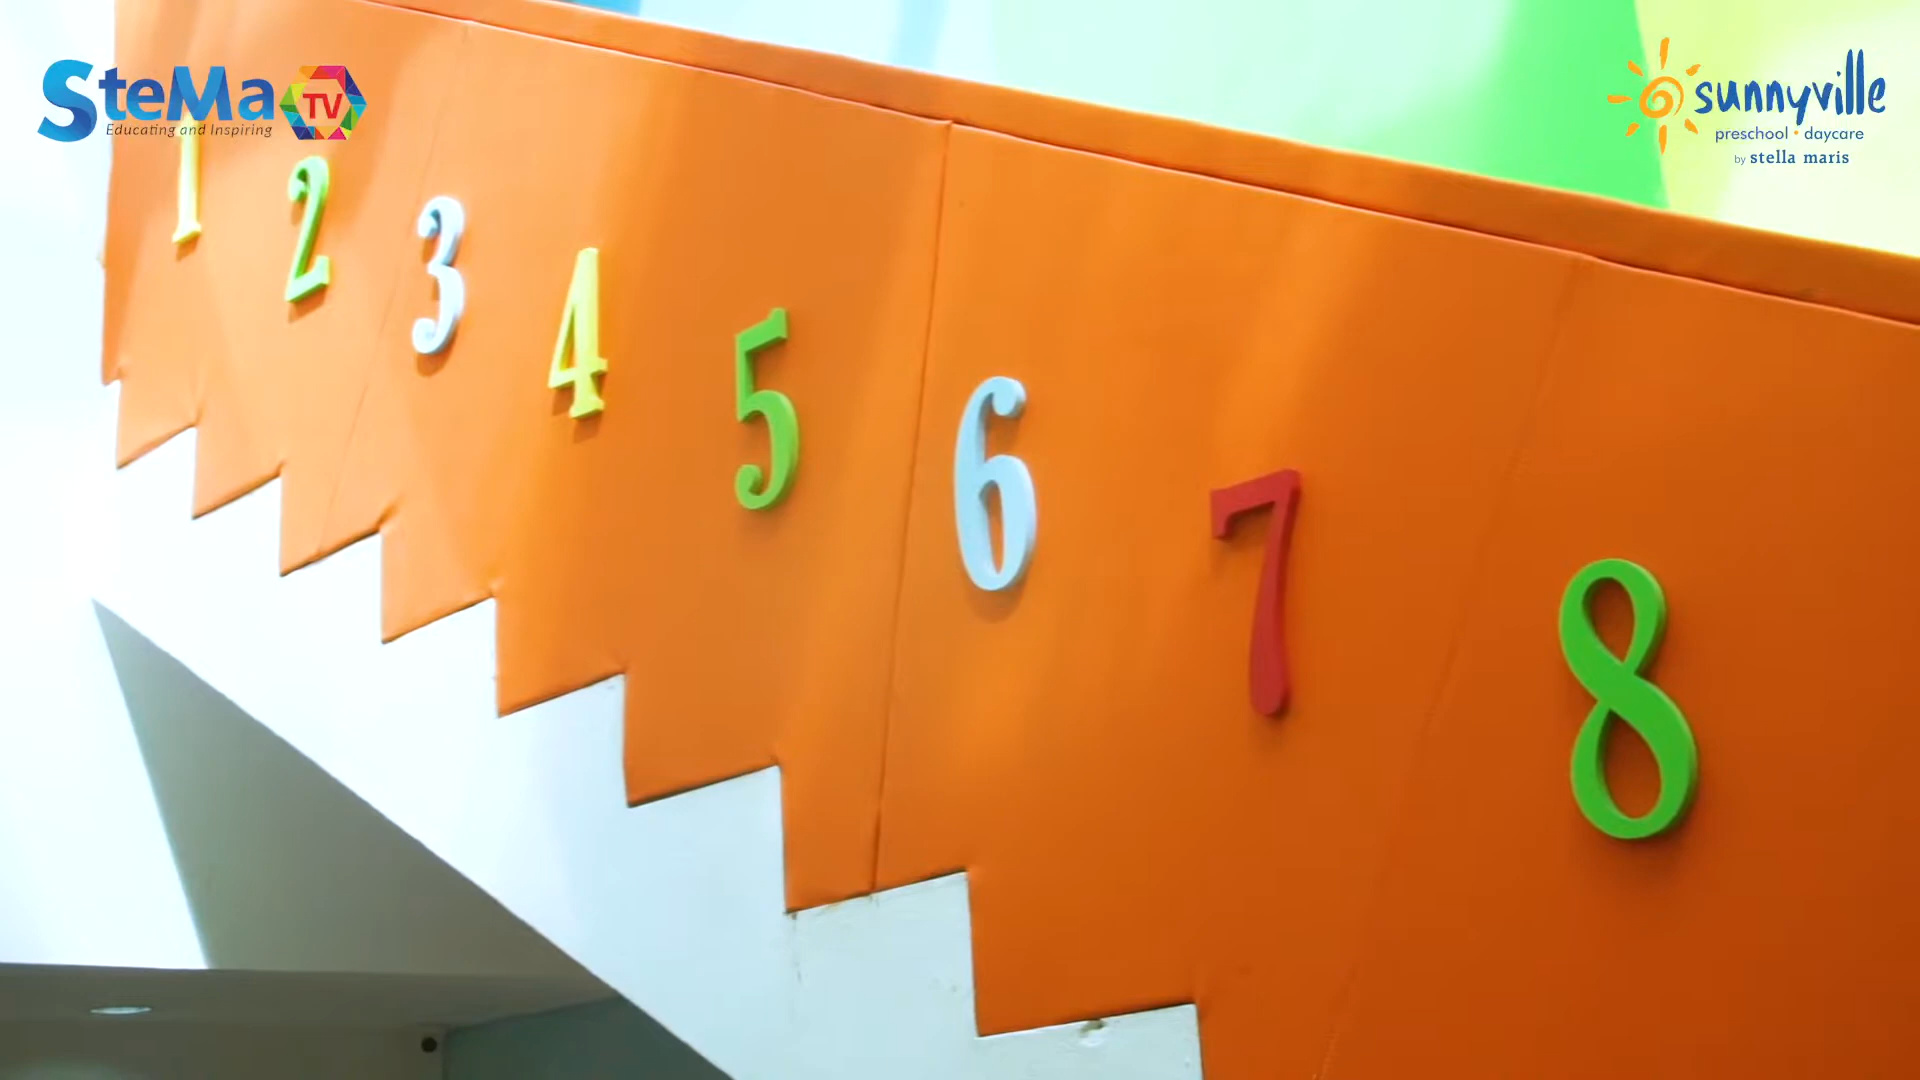 SteMa TV
Educating and Inspiring
sunnyville
preschool • daycare
by stella maris
1 2 3 4 5 6 7 8